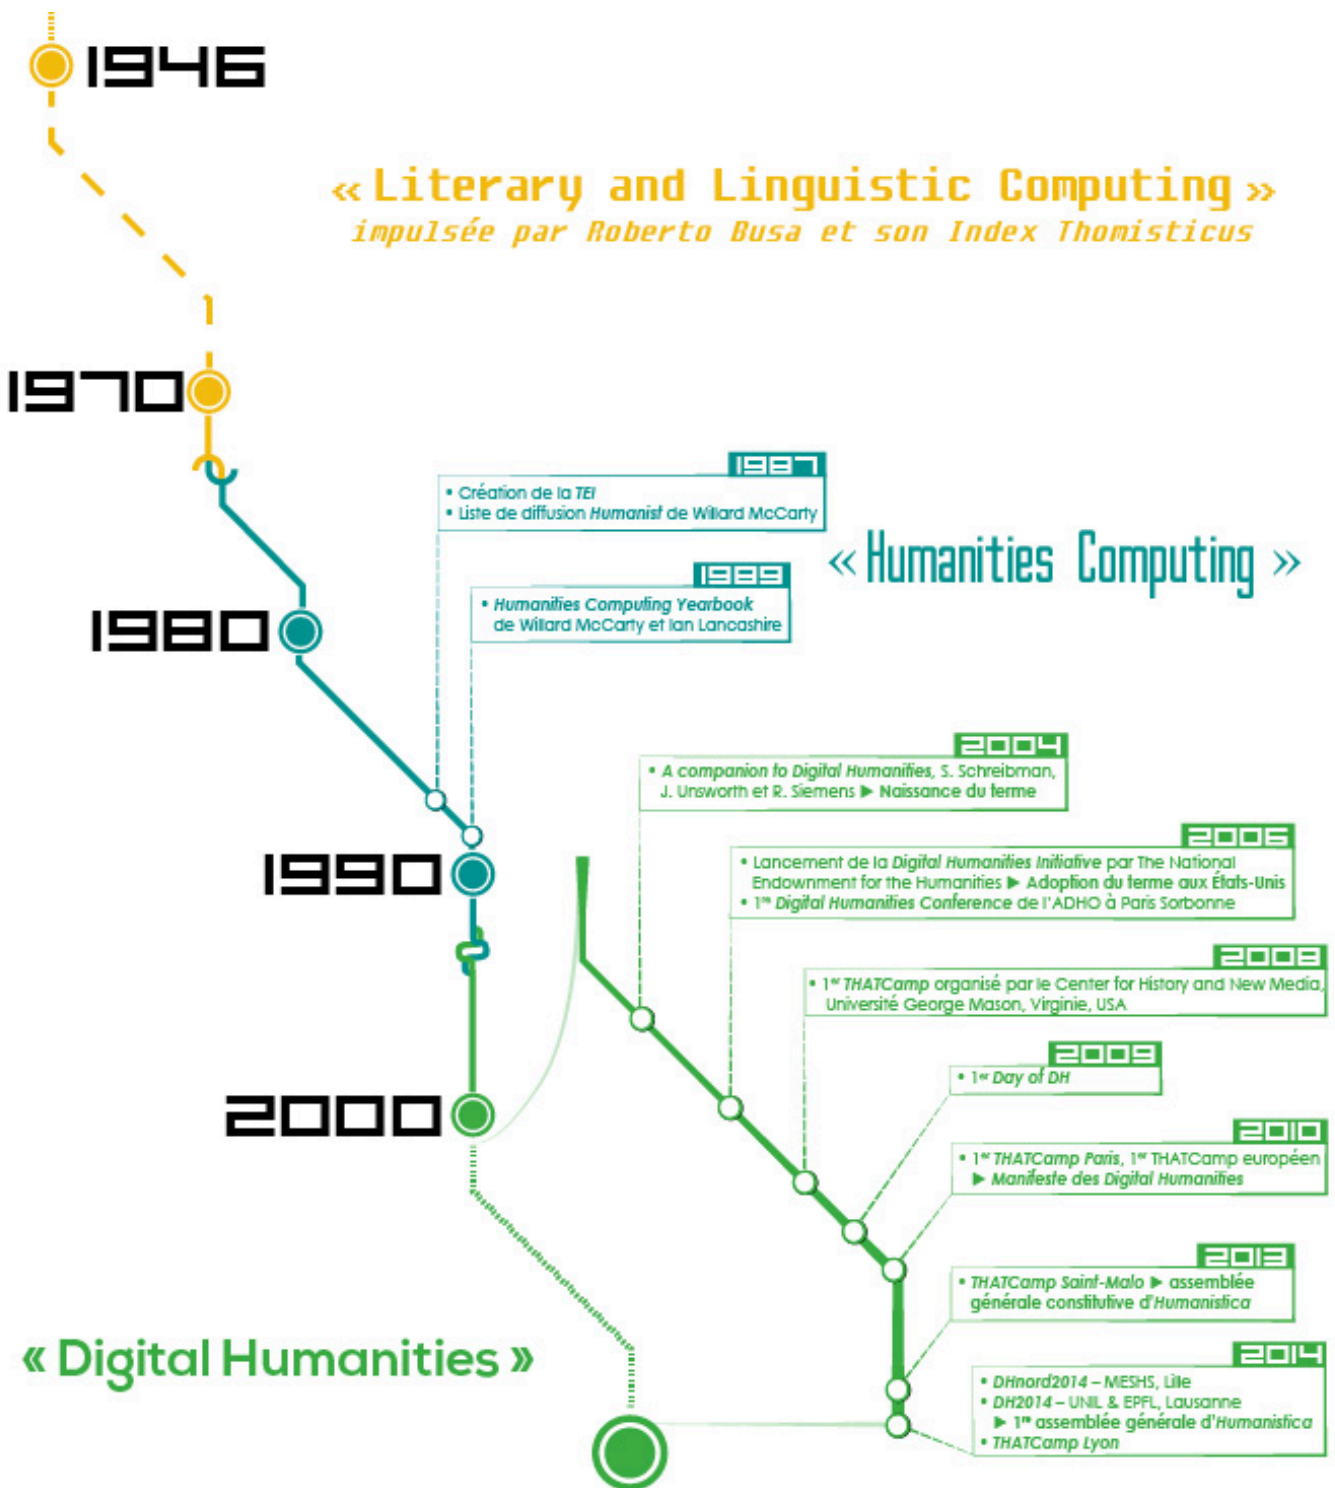 1946
« Literary and Linguistic Computing »
impulsée par Roberto Busa et son Index Thomisticus
1970
1987
• Création de la TEI
• Liste de diffusion Humanist de Willard McCarty
« Humanities Computing »
1989
• Humanities Computing Yearbook
de Willard McCarty et Ian Lancashire
1980
2004
• A companion to Digital Humanities, S. Schreibman,
J. Unsworth et R. Siemens ► Naissance du terme
2006
• Lancement de la Digital Humanities Initiative par The National
Endownment for the Humanities ► Adoption du terme aux États-Unis
• 1re Digital Humanities Conference de l'ADHO à Paris Sorbonne
1990
2008
• 1er THATCamp organisé par le Center for History and New Media,
Université George Mason, Virginie, USA
2009
• 1er Day of DH
2000
2010
• 1er THATCamp Paris, 1er THATCamp européen
► Manifeste des Digital Humanities
2013
• THATCamp Saint-Malo ► assemblée
générale constitutive d'Humanistica
« Digital Humanities »
2014
• DHnord2014 – MESHS, Lille
• DH2014 – UNIL & EPFL, Lausanne
► 1re assemblée générale d'Humanistica
• THATCamp Lyon